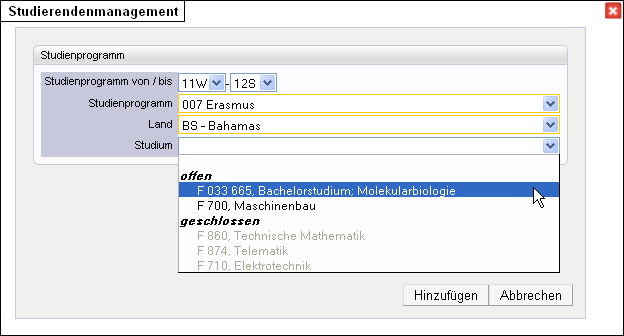 Studierendenmanagement
Studienprogramm
Studienprogramm von / bis 11W - 12S
Studienprogramm 007 Erasmus
Land BS - Bahamas
Studium
offen
F 033 665, Bachelorstudium; Molekularbiologie
F 700, Maschinenbau
geschlossen
F 860, Technische Mathematik
F 874, Telematik
F 710, Elektrotechnik
Hinzufügen Abbrechen